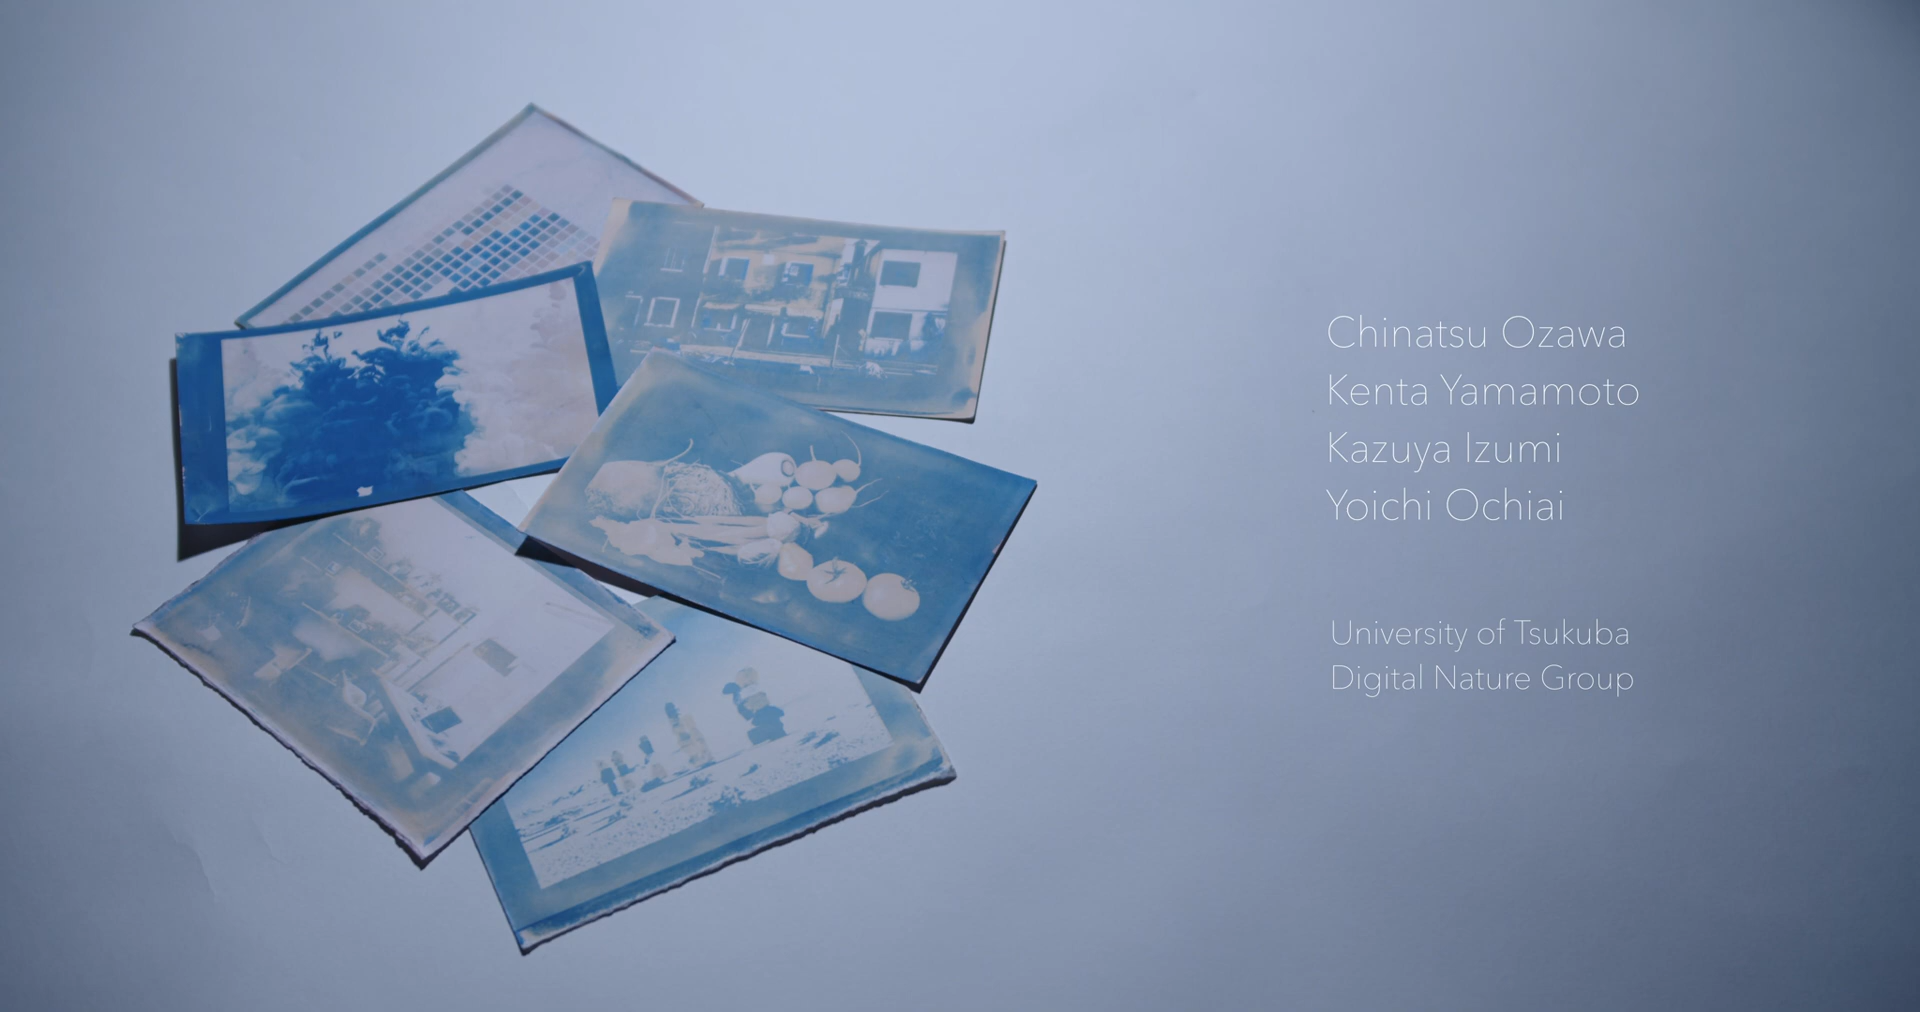 Chinatsu Ozawa
Kenta Yamamoto
Kazuya Izumi
Yoichi Ochiai
University of Tsukuba
Digital Nature Group